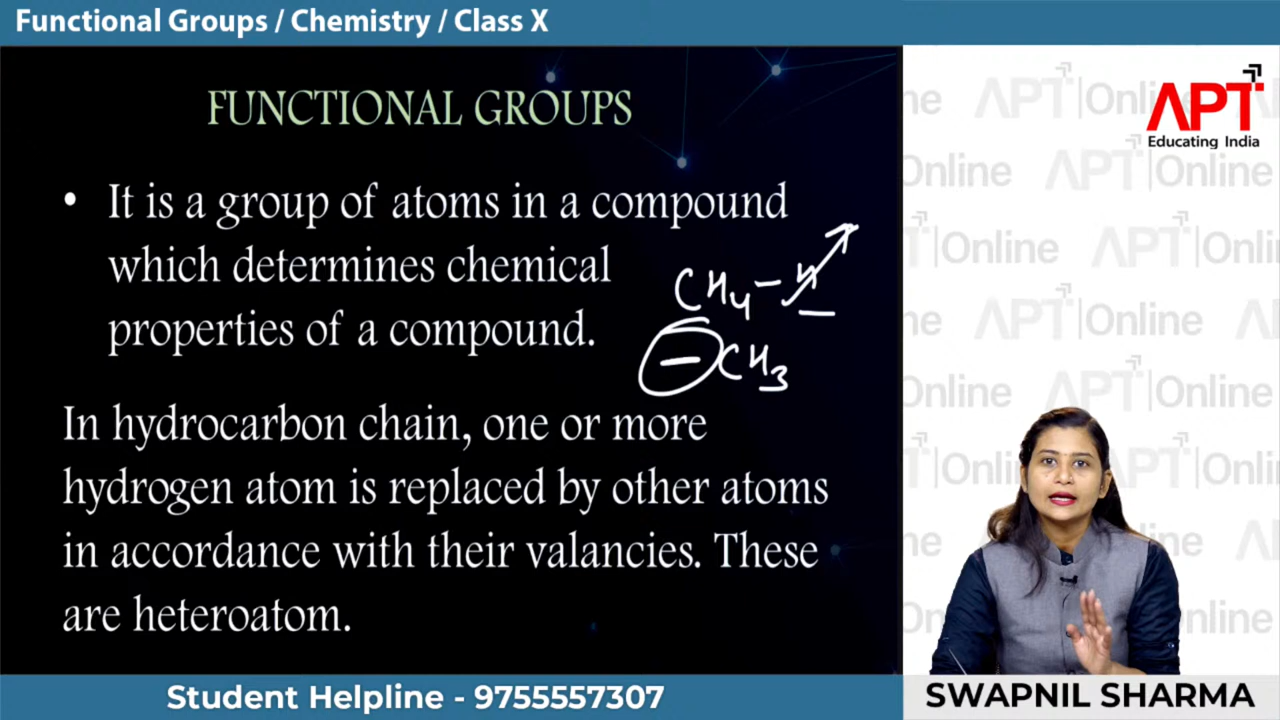 Functional Groups / Chemistry / Class X
FUNCTIONAL GROUPS
• It is a group of atoms in a compound
which determines chemical
properties of a compound.
CH4 – H
– CH3
In hydrocarbon chain, one or more
hydrogen atom is replaced by other atoms
in accordance with their valancies. These
are heteroatom.
APT
Educating India
APT|Online
Student Helpline - 9755557307
SWAPNIL SHARMA